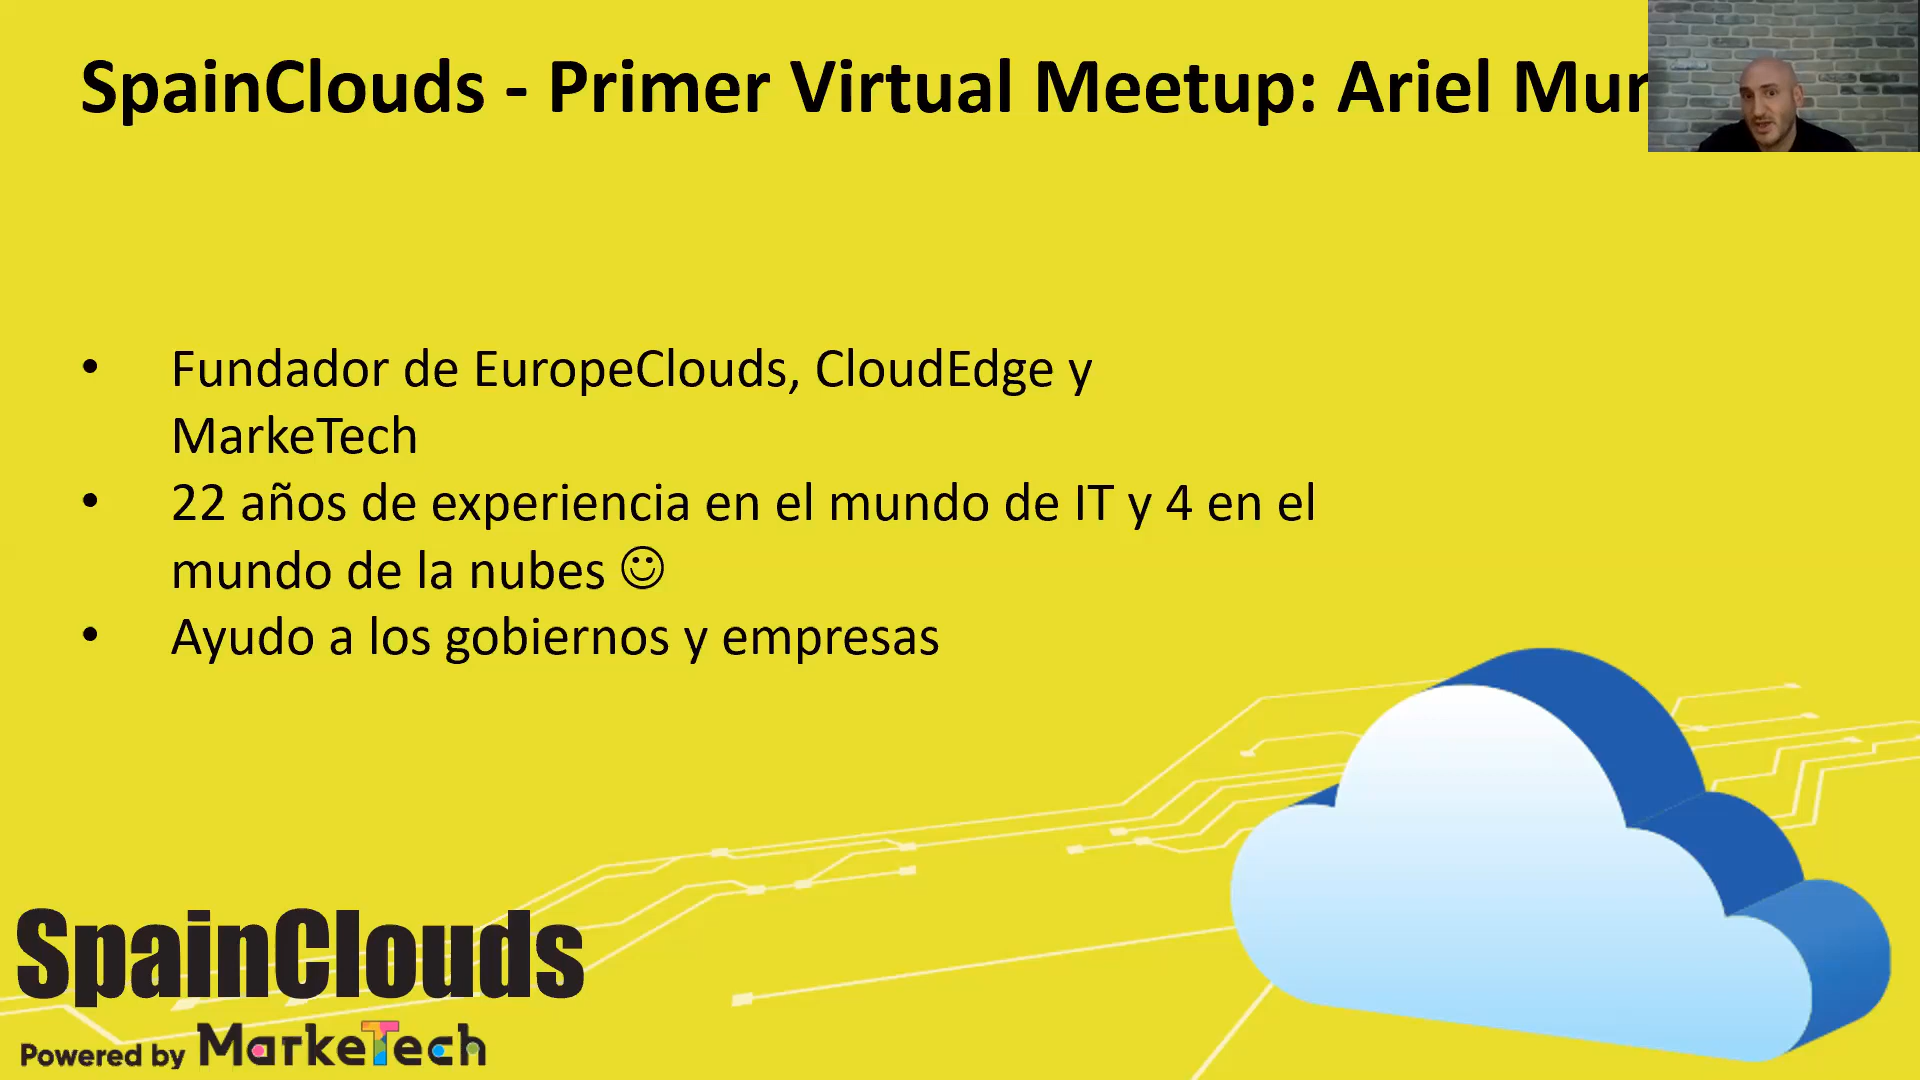 SpainClouds - Primer Virtual Meetup: Ariel
• Fundador de EuropeClouds, CloudEdge y
MarkeTech
• 22 años de experiencia en el mundo de IT y 4 en el
mundo de la nubes ☺
• Ayudo a los gobiernos y empresas
SpainClouds
Powered by MarkeTech